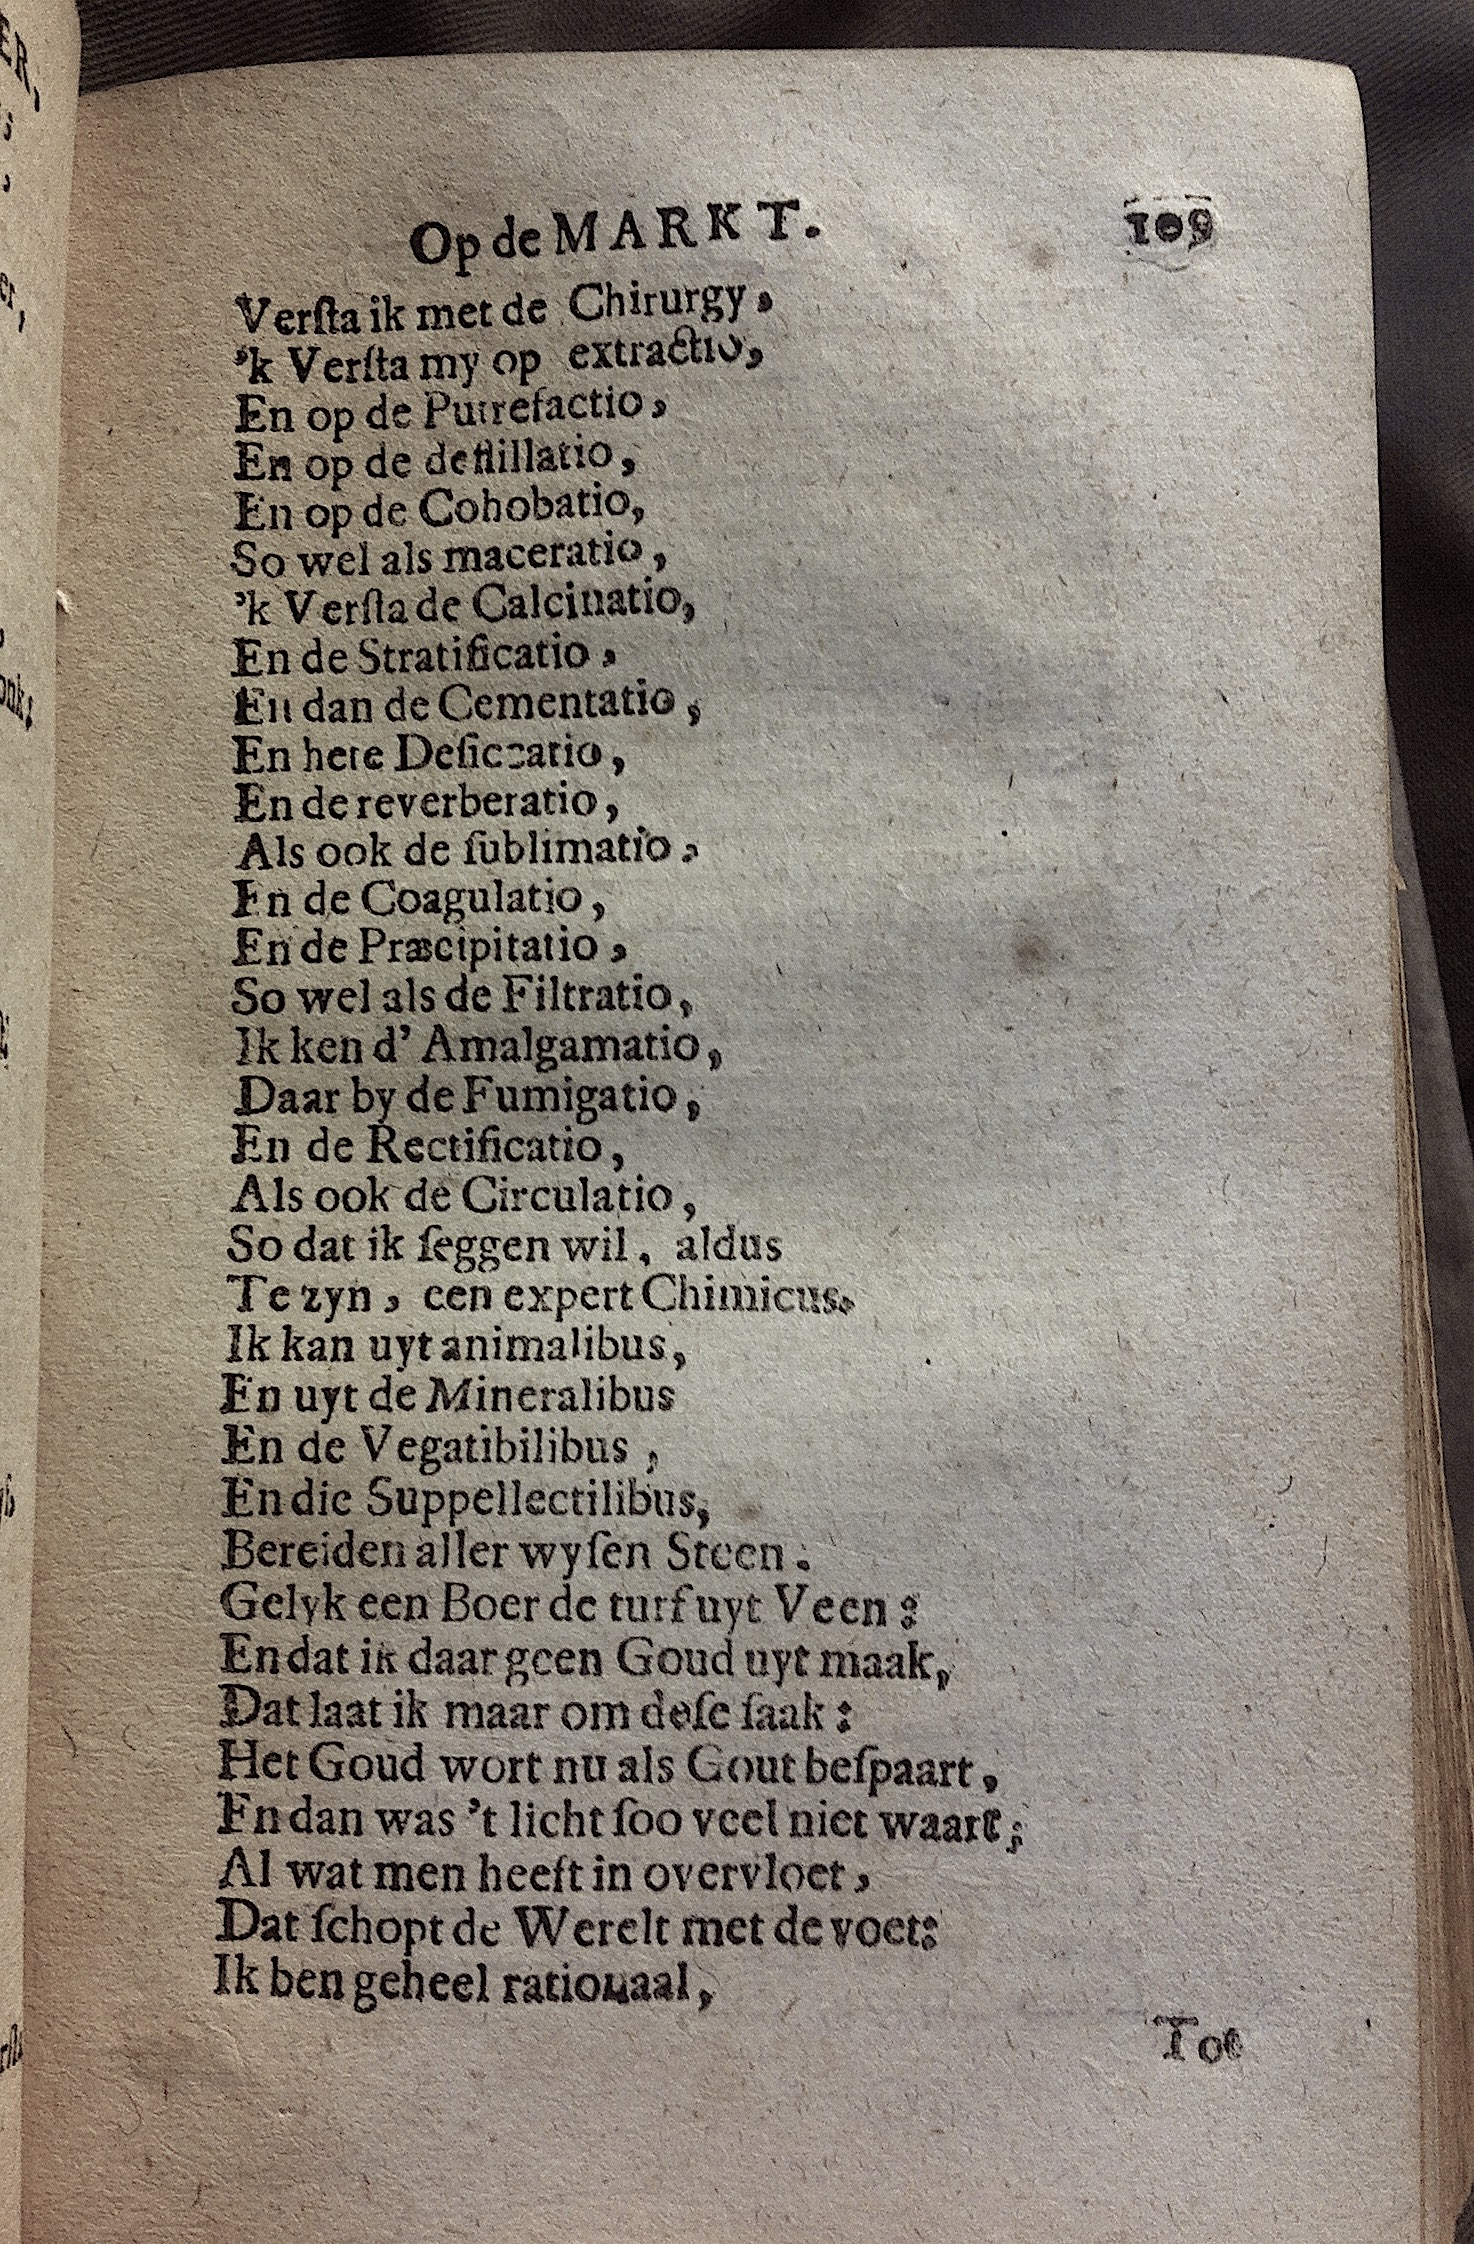 Op de MARKT. 109
Verſta ik met de Chirurgy,
'k Verſta my op extractio,
En op de Putrefactio,
En op de deſtillatio,
En op de Cohobatio,
So wel als maceratio,
'k Verſta de Calcinatio,
En de Stratificatio,
En dan de Cementatio,
En hete Deſiccatio,
En de reverberatio,
Als ook de ſublimatio,
En de Coagulatio,
En de Præcipitatio,
So wel als de Filtratio,
Ik ken d' Amalgamatio,
Daar by de Fumigatio,
En de Rectificatio,
Als ook de Circulatio,
So dat ik ſeggen wil, aldus
Te zyn, een expert Chimicus.
Ik kan uyt animalibus,
En uyt de Mineralibus
En de Vegatibilibus,
En die Suppellectilibus,
Bereiden aller wyſen Steen.
Gelyk een Boer de turf uyt Veen:
En dat ik daar geen Goud uyt maak,
Dat laat ik maar om deſe ſaak:
Het Goud wort nu als Gout beſpaart,
En dan was 't licht ſoo veel niet waart;
Al wat men heeft in overvloet,
Dat ſchopt de Werelt met de voet:
Ik ben geheel rationaal,
Tot